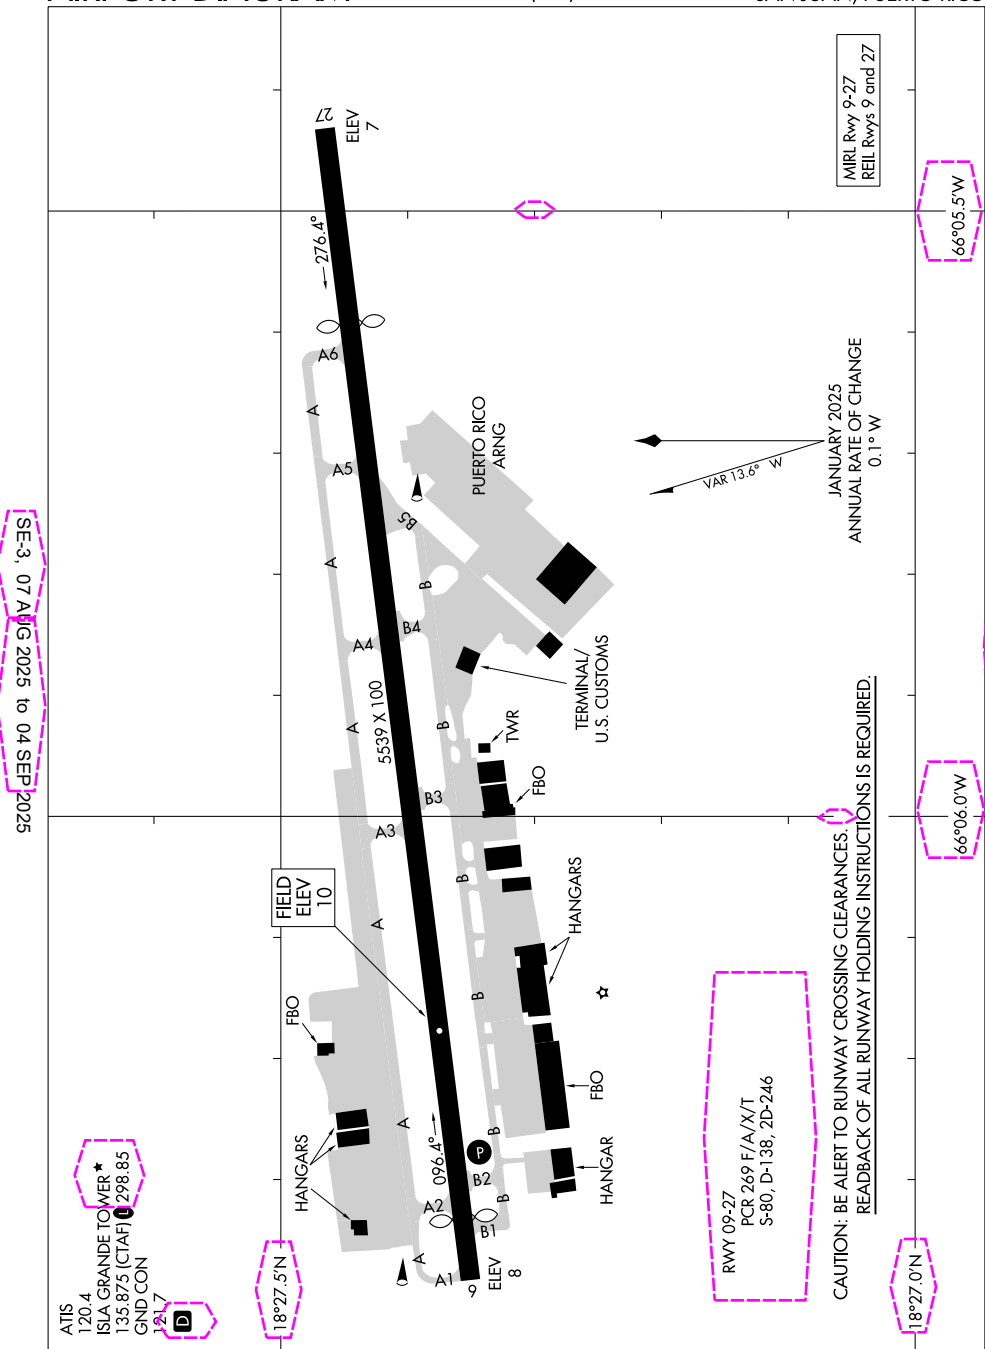 SAN JUAN, PUERTO RICO
MIRL Rwy 9-27
REIL Rwys 9 and 27
27
ELEV
7
276.4°
66°05.5'W
A6
A
A5
PUERTO RICO
ARNG
JANUARY 2025
ANNUAL RATE OF CHANGE
0.1° W
VAR 13.6° W
B5
A
B
SE-3, 07 AUG 2025 to 04 SEP 2025
A4
B4
TERMINAL/
U.S. CUSTOMS
5539 X 100
A
B
TWR
FBO
B3
A3
66°06.0'W
FIELD
ELEV
10
B
A
HANGARS
B
FBO
FBO
HANGARS
A
096.4°
P
B
B2
HANGAR
A2
B
B1
A
A1
9
ELEV
8
RWY 09-27
PCR 269 F/A/X/T
S-80, D-138, 2D-246
CAUTION: BE ALERT TO RUNWAY CROSSING CLEARANCES.
READBACK OF ALL RUNWAY HOLDING INSTRUCTIONS IS REQUIRED.
ATIS
120.4
ISLA GRANDE TOWER★
135.875 (CTAF) L 298.85
GND CON
121.7
D
18°27.5'N
18°27.0'N